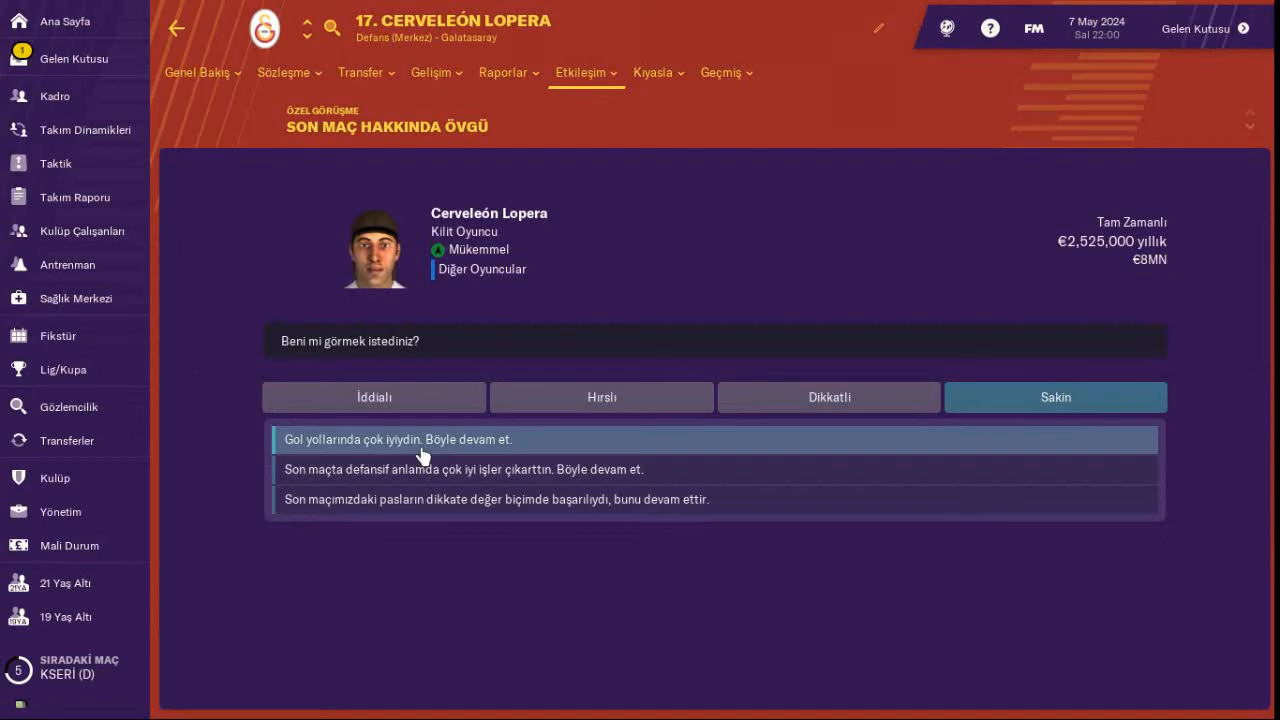 Ana Sayfa
1
Gelen Kutusu
Kadro
Takım Dinamikleri
Taktik
Takım Raporu
Kulüp Çalışanları
Antrenman
Sağlık Merkezi
Fikstür
Lig/Kupa
Gözlemcilik
Transferler
Kulüp
Yönetim
Mali Durum
21YA
21 Yaş Altı
19YA
19 Yaş Altı
5
SIRADAKİ MAÇ
KSERİ (D)
17. CERVELEÓN LOPERA
Defans (Merkez) - Galatasaray
?
FM
7 May 2024
Sal 22:00
Gelen Kutusu
Genel Bakış
Sözleşme
Transfer
Gelişim
Raporlar
Etkileşim
Kıyasla
Geçmiş
ÖZEL GÖRÜŞME
SON MAÇ HAKKINDA ÖVGÜ
Cerveleón Lopera
Kilit Oyuncu
Mükemmel
Diğer Oyuncular
Tam Zamanlı
€2,525,000 yıllık
€8MN
Beni mi görmek istediniz?
İddialı
Hırslı
Dikkatli
Sakin
Gol yollarında çok iyiydin. Böyle devam et.
Son maçta defansif anlamda çok iyi işler çıkarttın. Böyle devam et.
Son maçımızdaki pasların dikkate değer biçimde başarılıydı, bunu devam ettir.